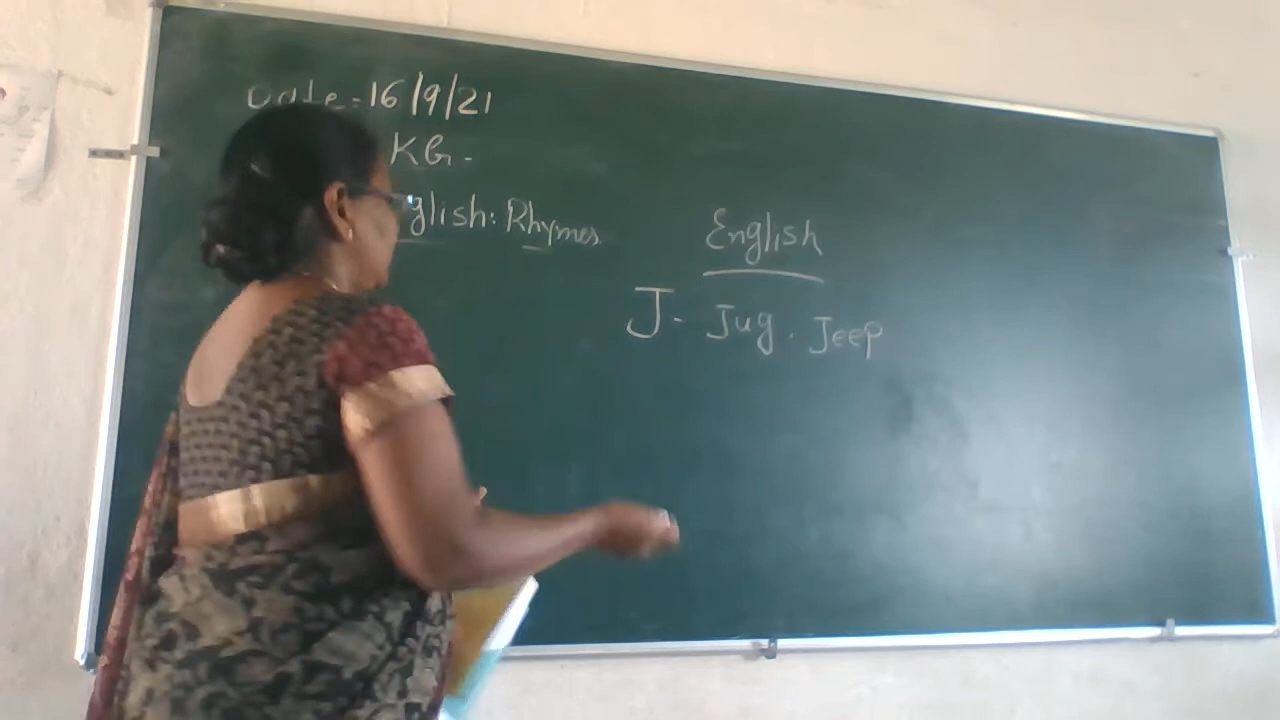 Date = 16/9/21
KG -
glish: Rhymes
English
J - Jug . Jeep